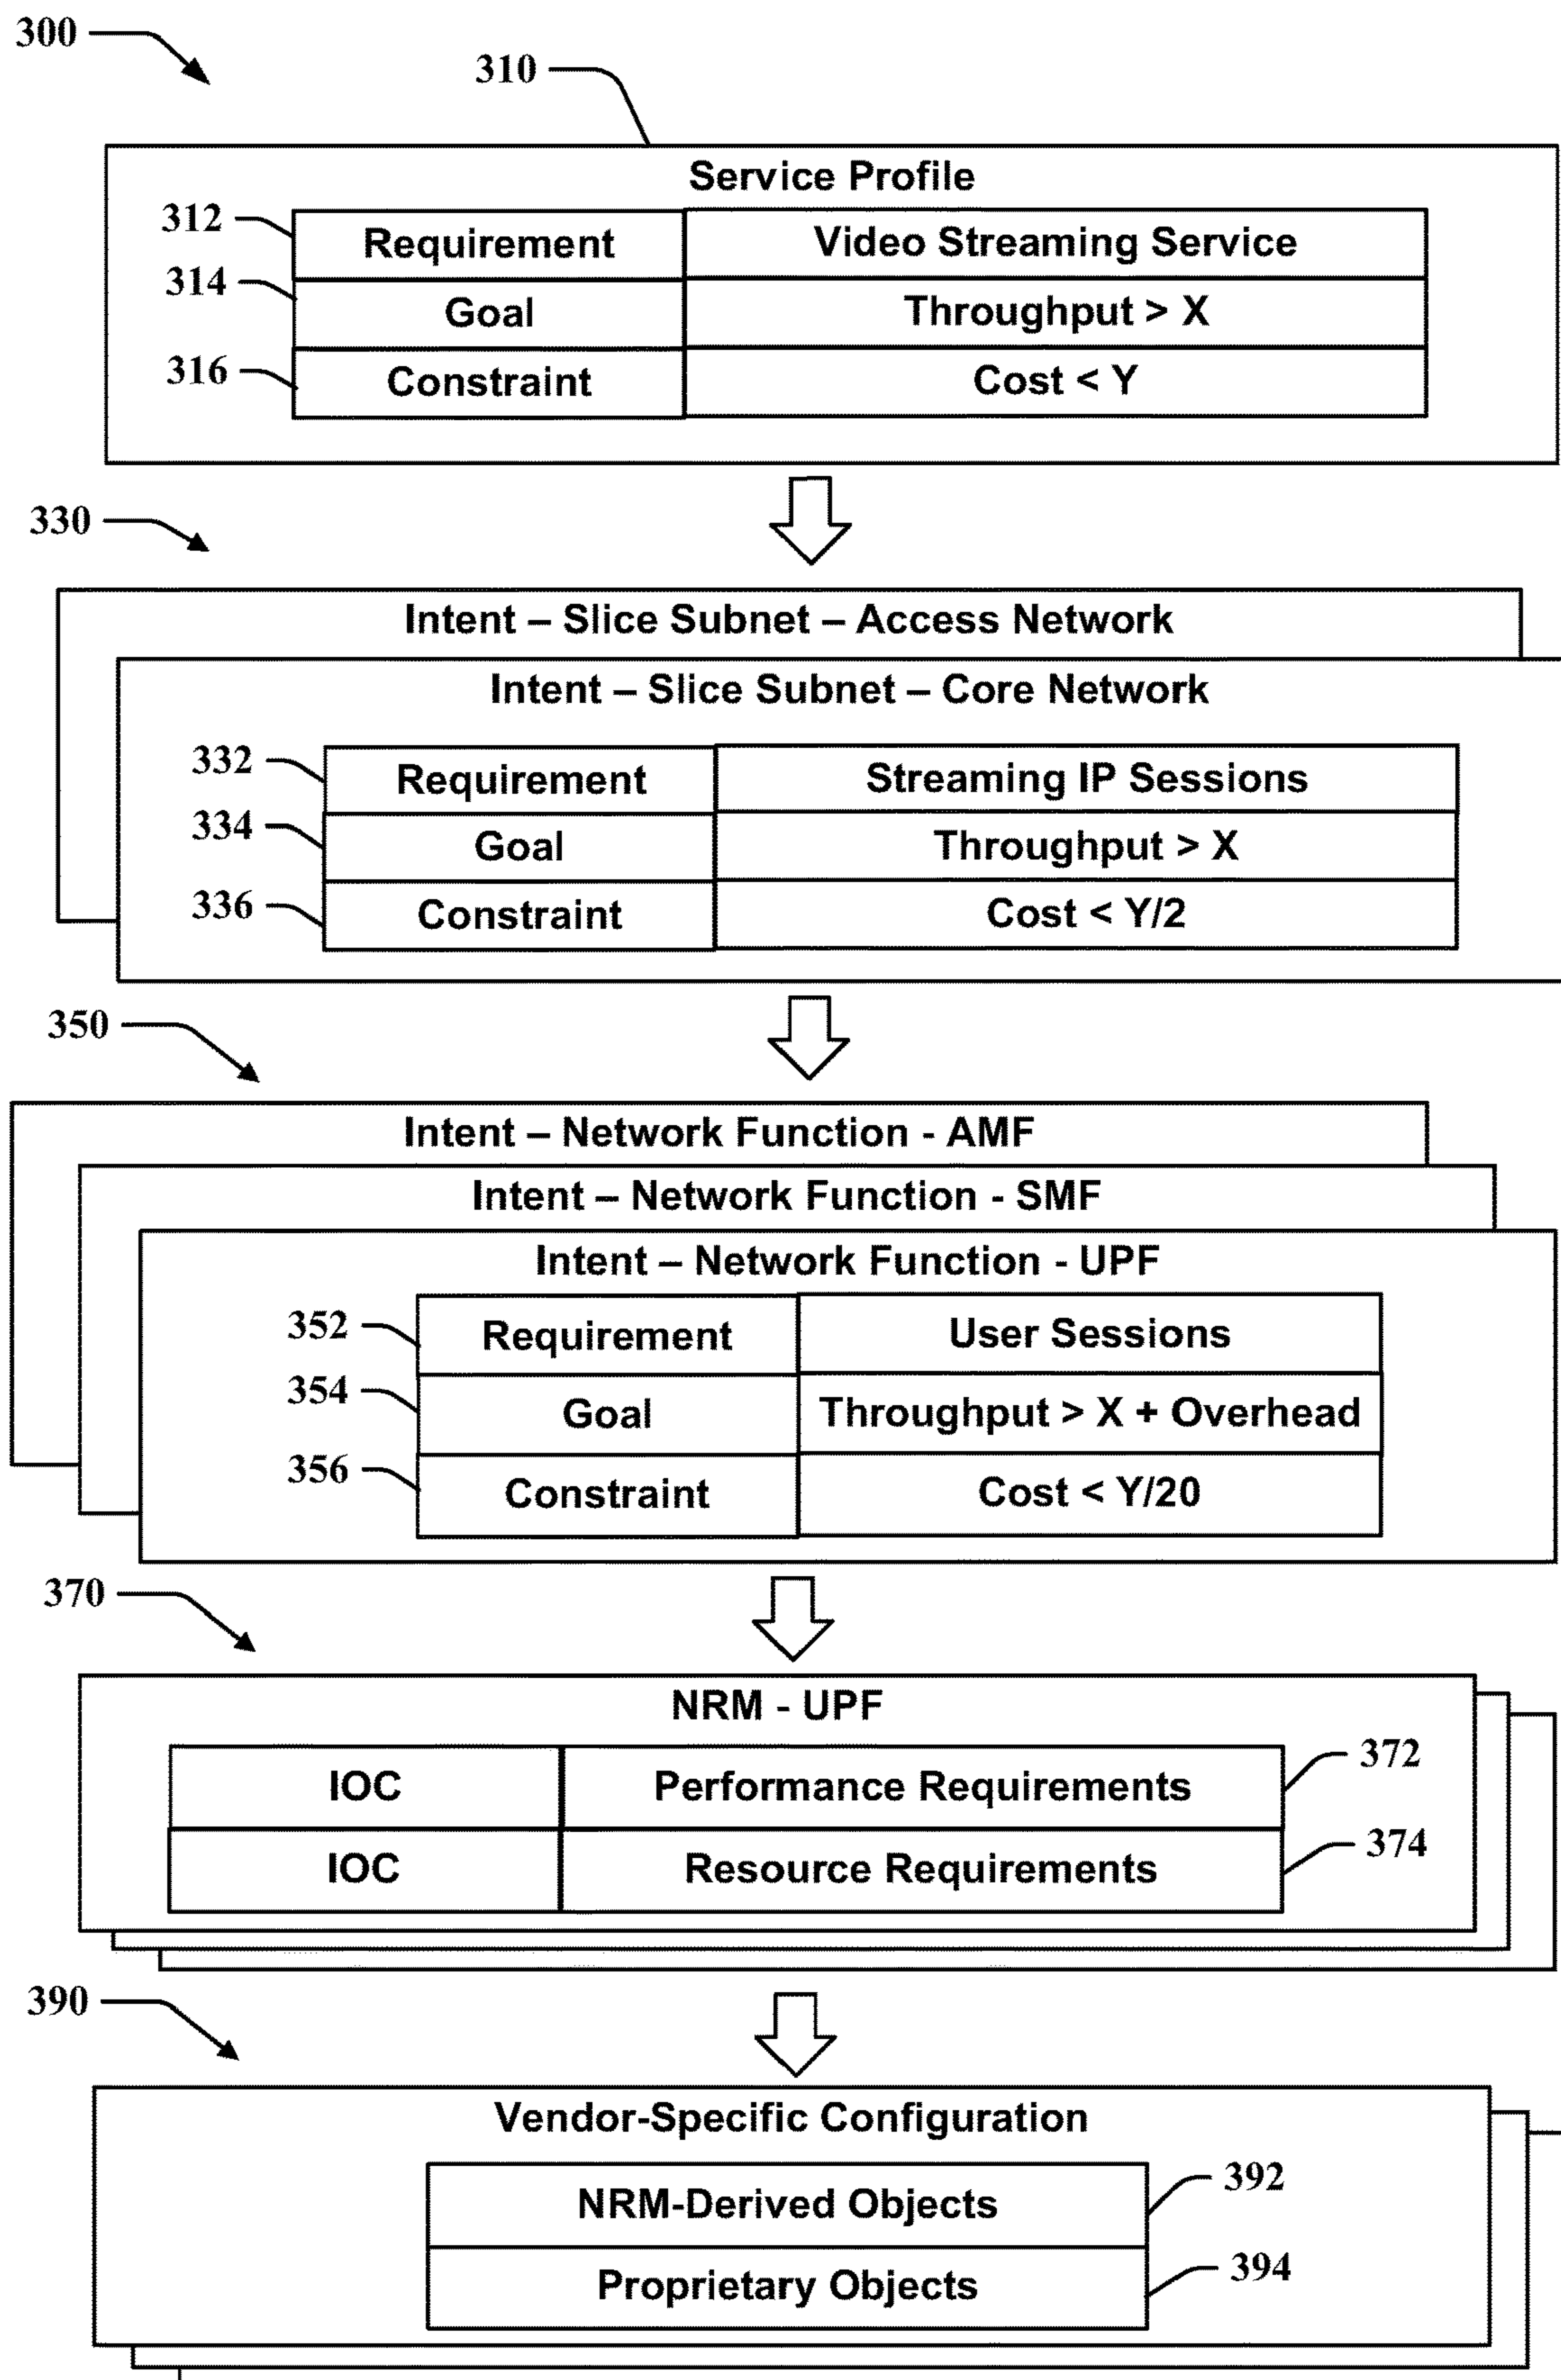 300
310
Service Profile
312 Requirement Video Streaming Service
314 Goal Throughput > X
316 Constraint Cost < Y
330
Intent – Slice Subnet – Access Network
Intent – Slice Subnet – Core Network
332 Requirement Streaming IP Sessions
334 Goal Throughput > X
336 Constraint Cost < Y/2
350
Intent – Network Function - AMF
Intent – Network Function - SMF
Intent – Network Function - UPF
352 Requirement User Sessions
354 Goal Throughput > X + Overhead
356 Constraint Cost < Y/20
370
NRM - UPF
IOC Performance Requirements 372
IOC Resource Requirements 374
390
Vendor-Specific Configuration
NRM-Derived Objects 392
Proprietary Objects 394